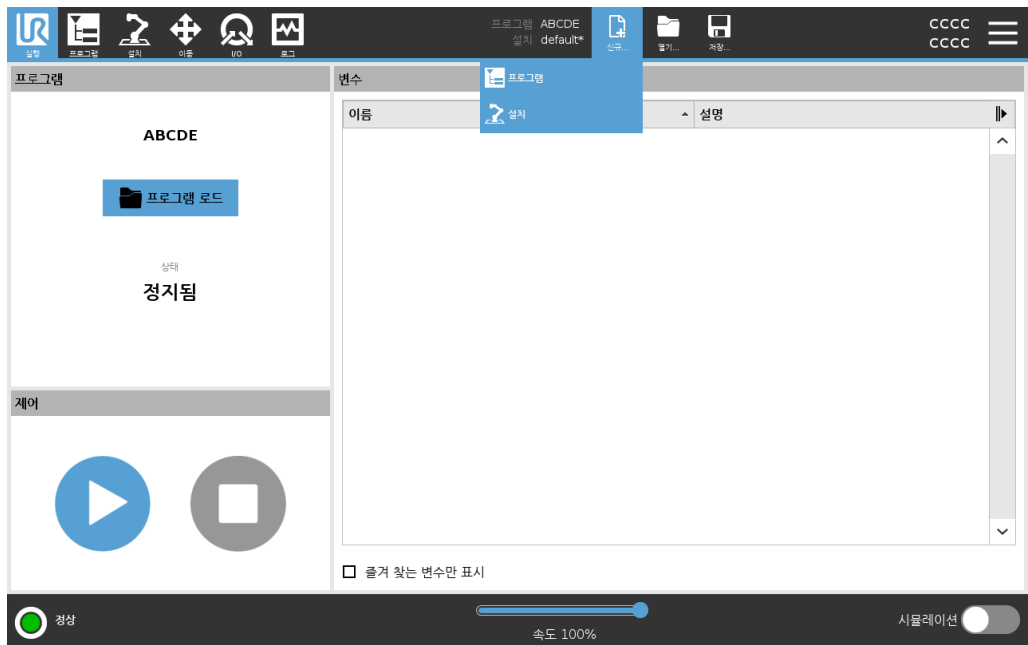 UR
실행
프로그램
설치
이동
I/O
로그
프로그램 ABCDE
설치 default*
신규...
열기...
저장...
CCCC
CCCC
프로그램
설치
프로그램
ABCDE
프로그램 로드
상태
정지됨
제어
변수
이름
설명
즐겨 찾는 변수만 표시
정상
속도 100%
시뮬레이션